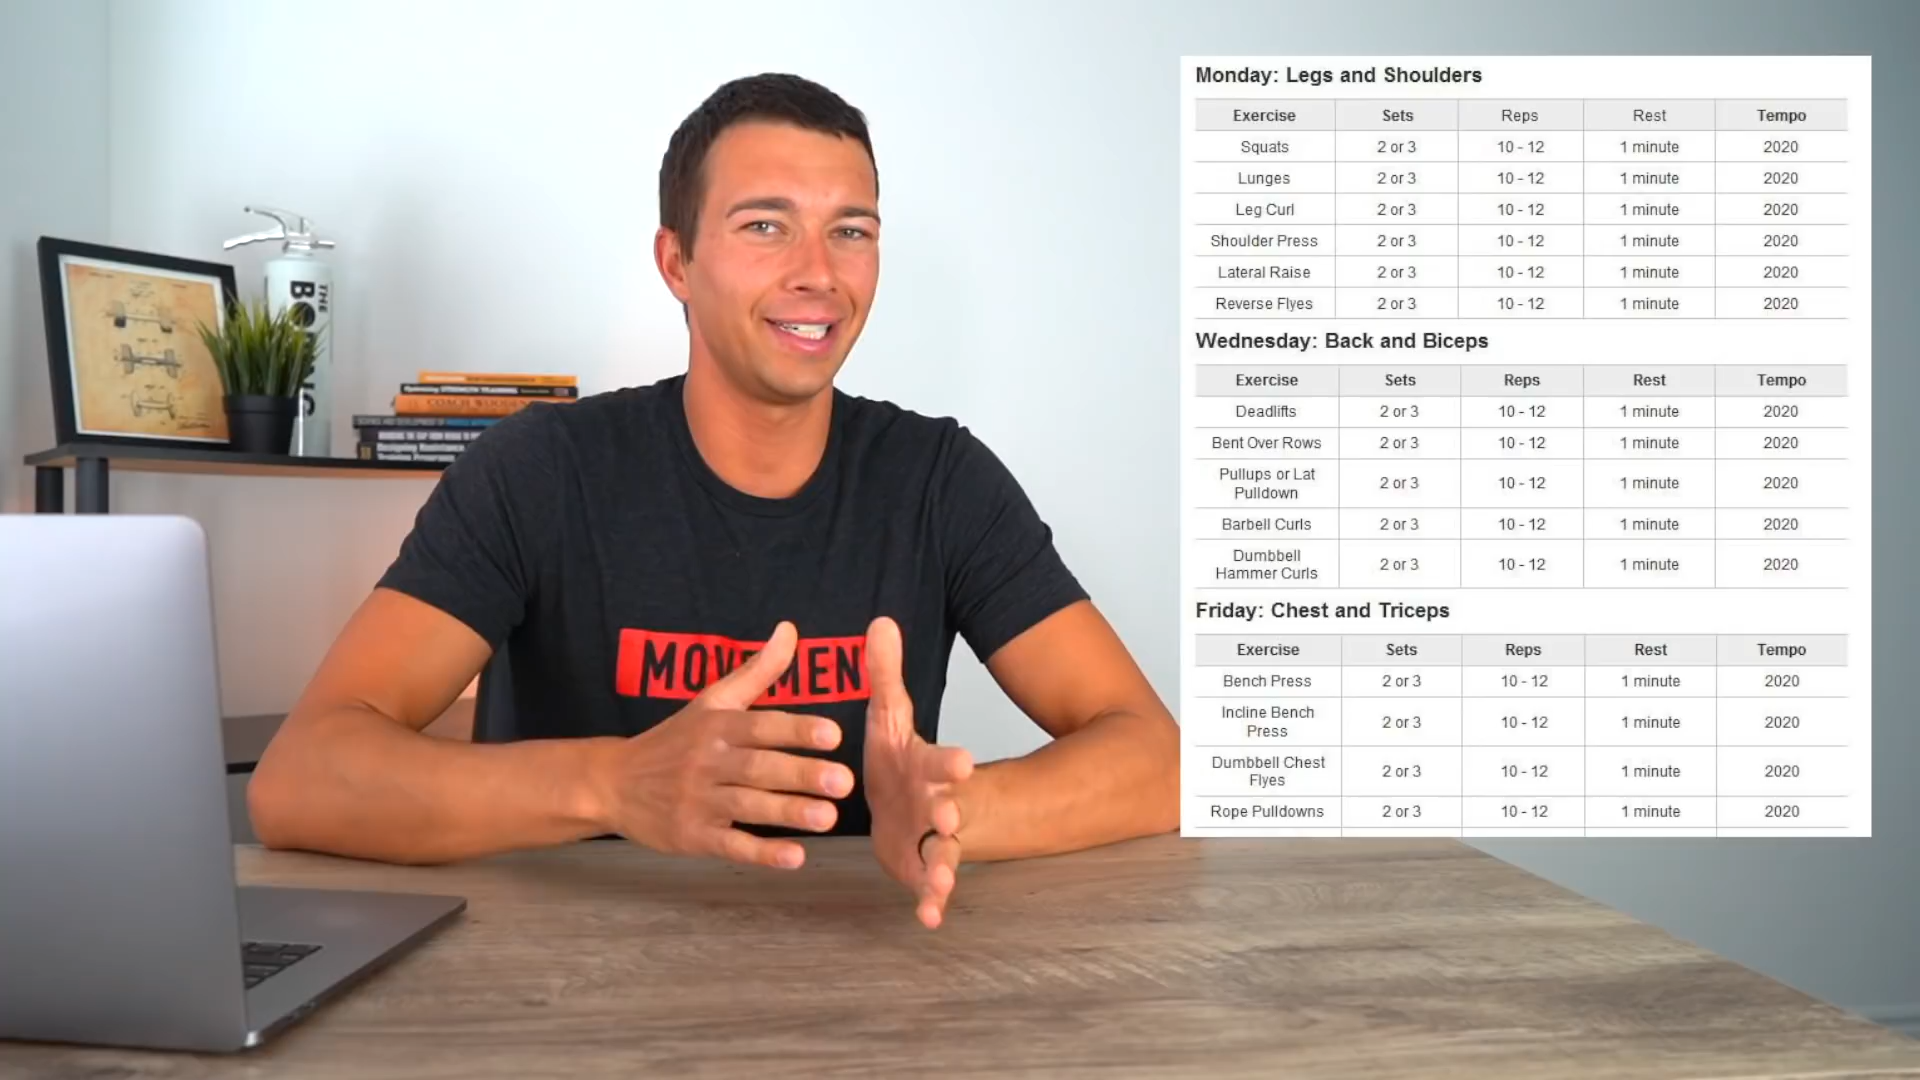 Monday: Legs and Shoulders
Exercise Sets Reps Rest Tempo
Squats 2 or 3 10 - 12 1 minute 2020
Lunges 2 or 3 10 - 12 1 minute 2020
Leg Curl 2 or 3 10 - 12 1 minute 2020
Shoulder Press 2 or 3 10 - 12 1 minute 2020
Lateral Raise 2 or 3 10 - 12 1 minute 2020
Reverse Flyes 2 or 3 10 - 12 1 minute 2020
Wednesday: Back and Biceps
Exercise Sets Reps Rest Tempo
Deadlifts 2 or 3 10 - 12 1 minute 2020
Bent Over Rows 2 or 3 10 - 12 1 minute 2020
Pullups or Lat
Pulldown 2 or 3 10 - 12 1 minute 2020
Barbell Curls 2 or 3 10 - 12 1 minute 2020
Dumbbell
Hammer Curls 2 or 3 10 - 12 1 minute 2020
Friday: Chest and Triceps
Exercise Sets Reps Rest Tempo
Bench Press 2 or 3 10 - 12 1 minute 2020
Incline Bench
Press 2 or 3 10 - 12 1 minute 2020
Dumbbell Chest
Flyes 2 or 3 10 - 12 1 minute 2020
Rope Pulldowns 2 or 3 10 - 12 1 minute 2020
THE
COACH WOODEN
STRENGTH TRAINING
Designing Resistance
Training Programs